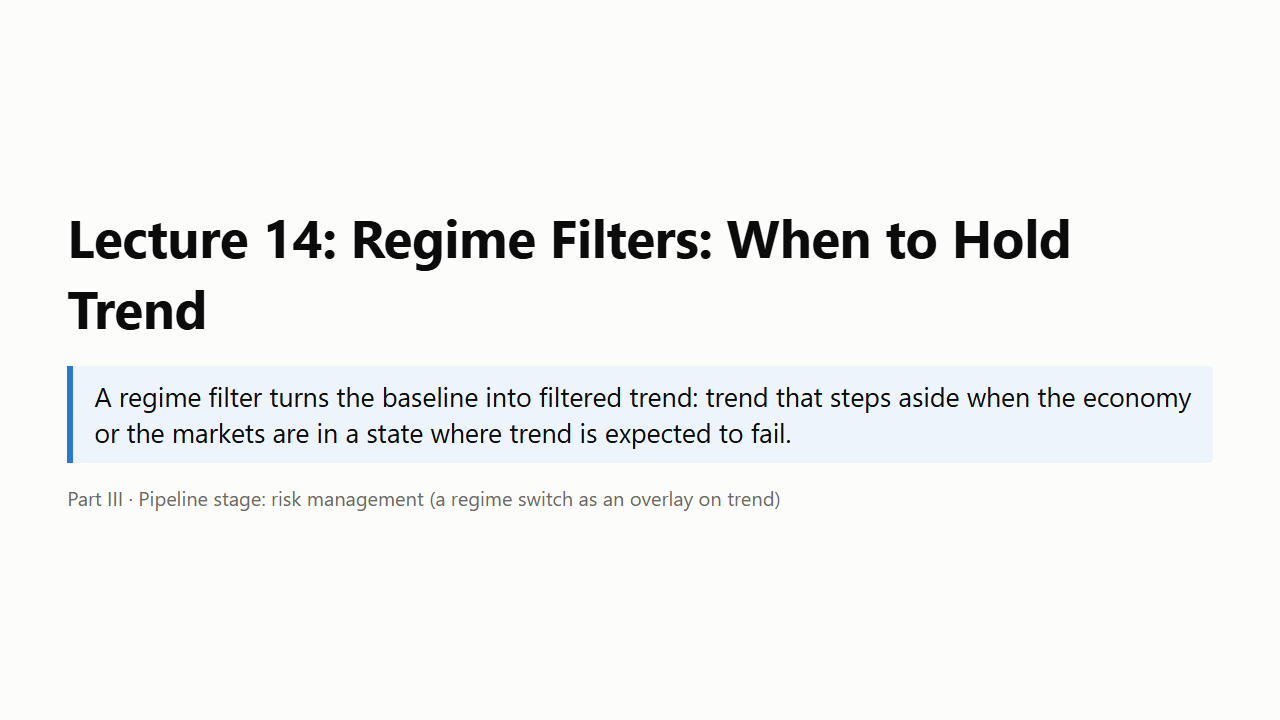 Lecture 14: Regime Filters: When to Hold
Trend
A regime filter turns the baseline into filtered trend: trend that steps aside when the economy
or the markets are in a state where trend is expected to fail.
Part III · Pipeline stage: risk management (a regime switch as an overlay on trend)